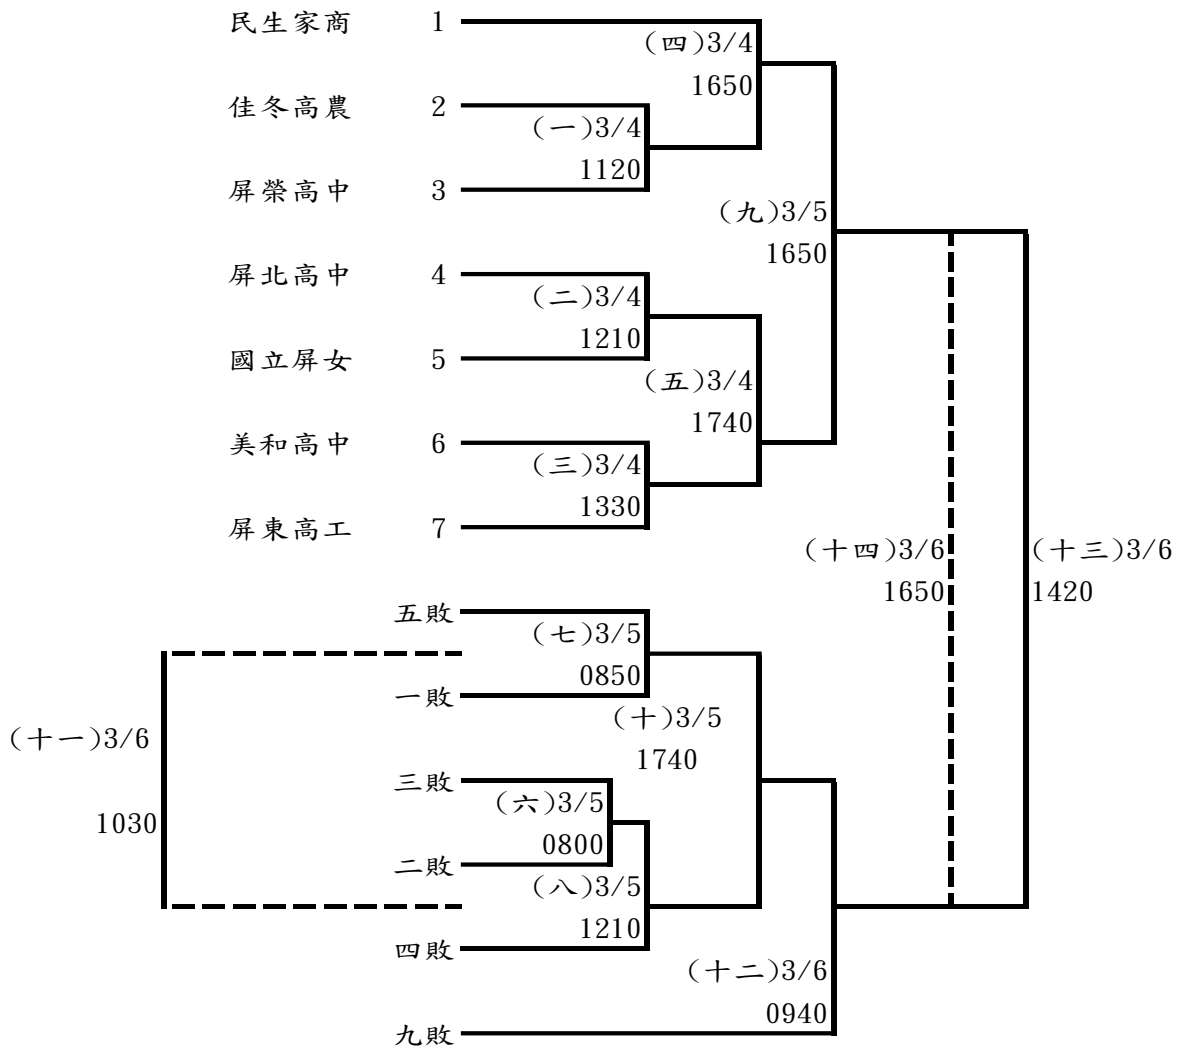 民生家商 1
(四)3/4
1650
佳冬高農 2
(一)3/4
1120
屏榮高中 3
(九)3/5
1650
屏北高中 4
(二)3/4
1210
國立屏女 5
(五)3/4
1740
美和高中 6
(三)3/4
1330
屏東高工 7
(十四)3/6
1650
(十三)3/6
1420
五敗
(七)3/5
0850
一敗
(十)3/5
1740
(十一)3/6
1030
三敗
(六)3/5
0800
二敗
(八)3/5
1210
四敗
(十二)3/6
0940
九敗